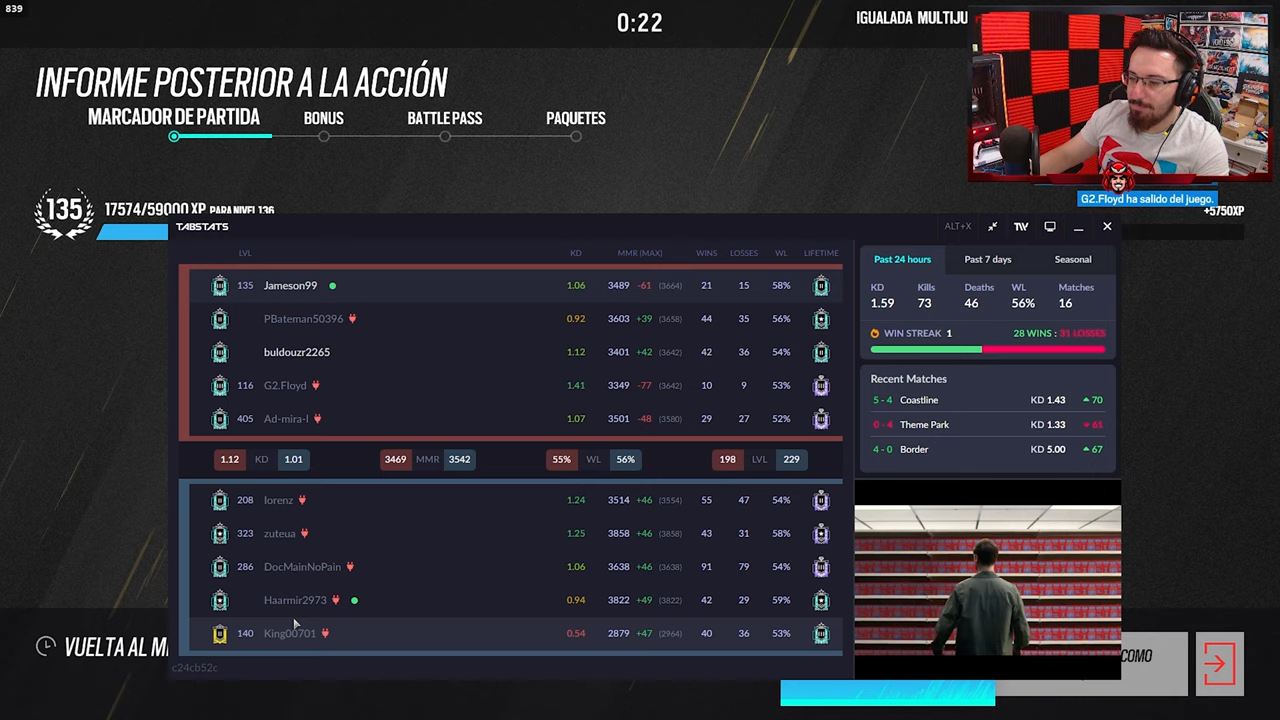 839
0:22
IGUALADA MULTIJU
INFORME POSTERIOR A LA ACCIÓN
MARCADOR DE PARTIDA BONUS BATTLE PASS PAQUETES
135 17574/59000 XP PARA NIVEL 136
G2.Floyd ha salido del juego.
+5750XP
TABSTATS ALT+X
LVL KD MMR (MAX) WINS LOSSES WL LIFETIME
135 Jameson99 1.06 3489 -61 (3664) 21 15 58%
PBateman50396 0.92 3603 +39 (3658) 44 35 56%
buldouzr2265 1.12 3401 +42 (3642) 42 36 54%
116 G2.Floyd 1.41 3349 -77 (3642) 10 9 53%
405 Ad-mira-l 1.07 3501 -48 (3580) 29 27 52%
1.12 KD 1.01 3469 MMR 3542 55% WL 56% 198 LVL 229
208 lorenz 1.24 3514 +46 (3554) 55 47 54%
323 zuteua 1.25 3858 +46 (3858) 43 31 58%
286 DocMainNoPain 1.06 3638 +46 (3638) 91 79 54%
Haarmir2973 0.94 3822 +49 (3822) 42 29 59%
140 King00701 0.54 2879 +47 (2964) 40 36 53%
c24cb52c
Past 24 hours Past 7 days Seasonal
KD Kills Deaths WL Matches
1.59 73 46 56% 16
WIN STREAK 1 28 WINS : 31 LOSSES
Recent Matches
5 - 4 Coastline KD 1.43 70
0 - 4 Theme Park KD 1.33 61
4 - 0 Border KD 5.00 67
VUELTA AL M
COMO